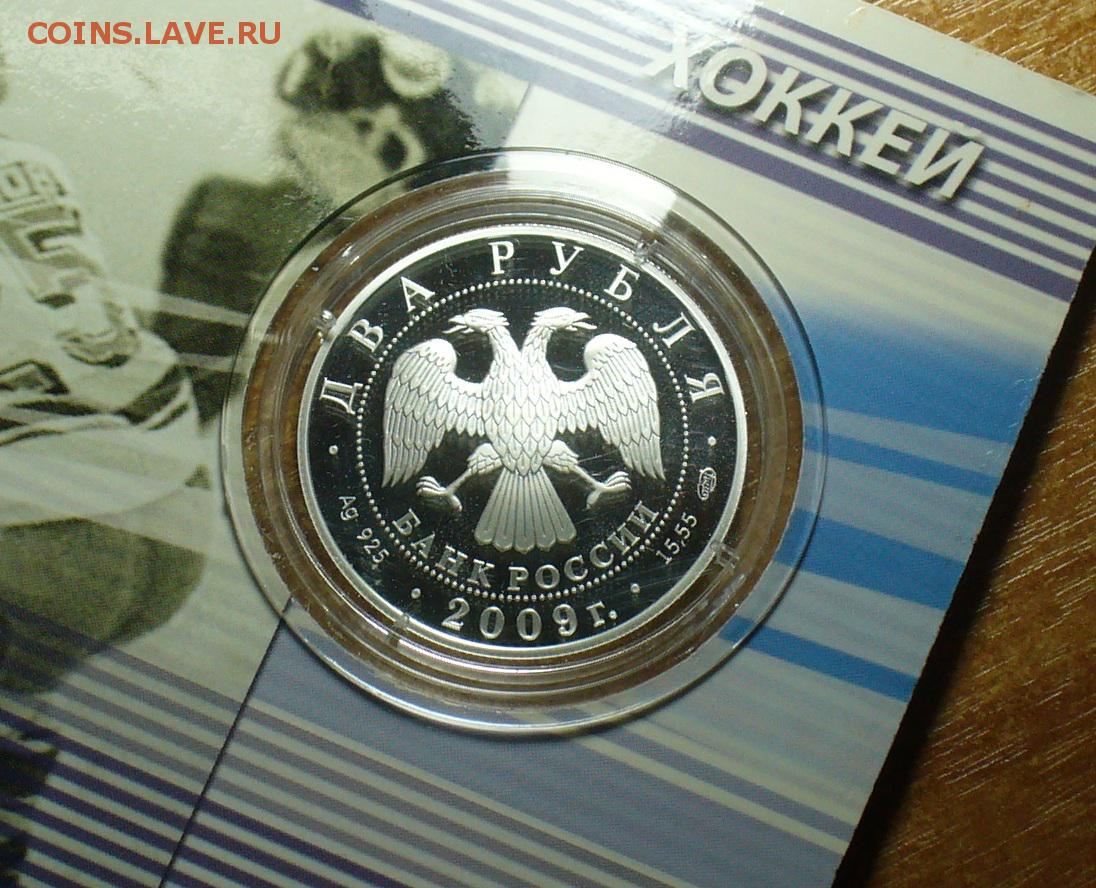 COINS.LAVE.RU
ХОККЕЙ
ДВА РУБЛЯ
Ag 925
БАНК РОССИИ
15,55
2009г.